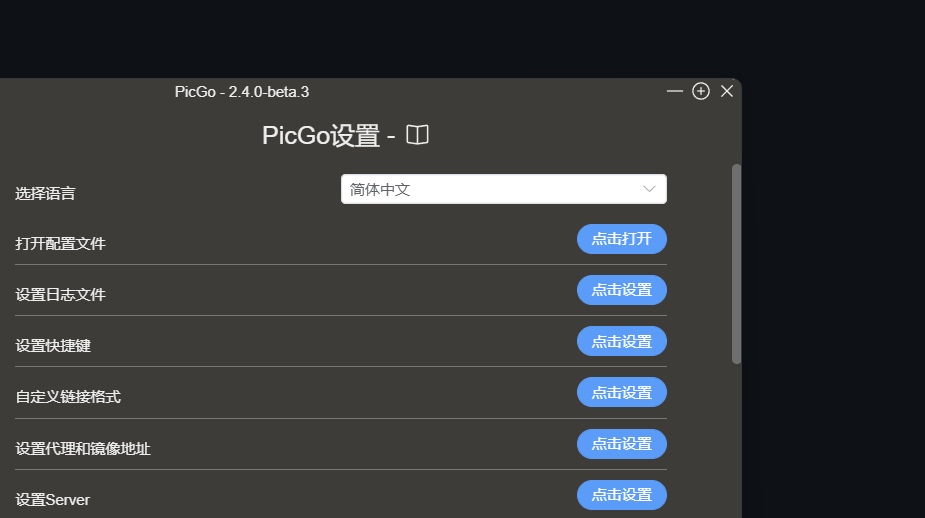 PicGo - 2.4.0-beta.3
PicGo设置 -
选择语言 简体中文
打开配置文件 点击打开
设置日志文件 点击设置
设置快捷键 点击设置
自定义链接格式 点击设置
设置代理和镜像地址 点击设置
设置Server 点击设置